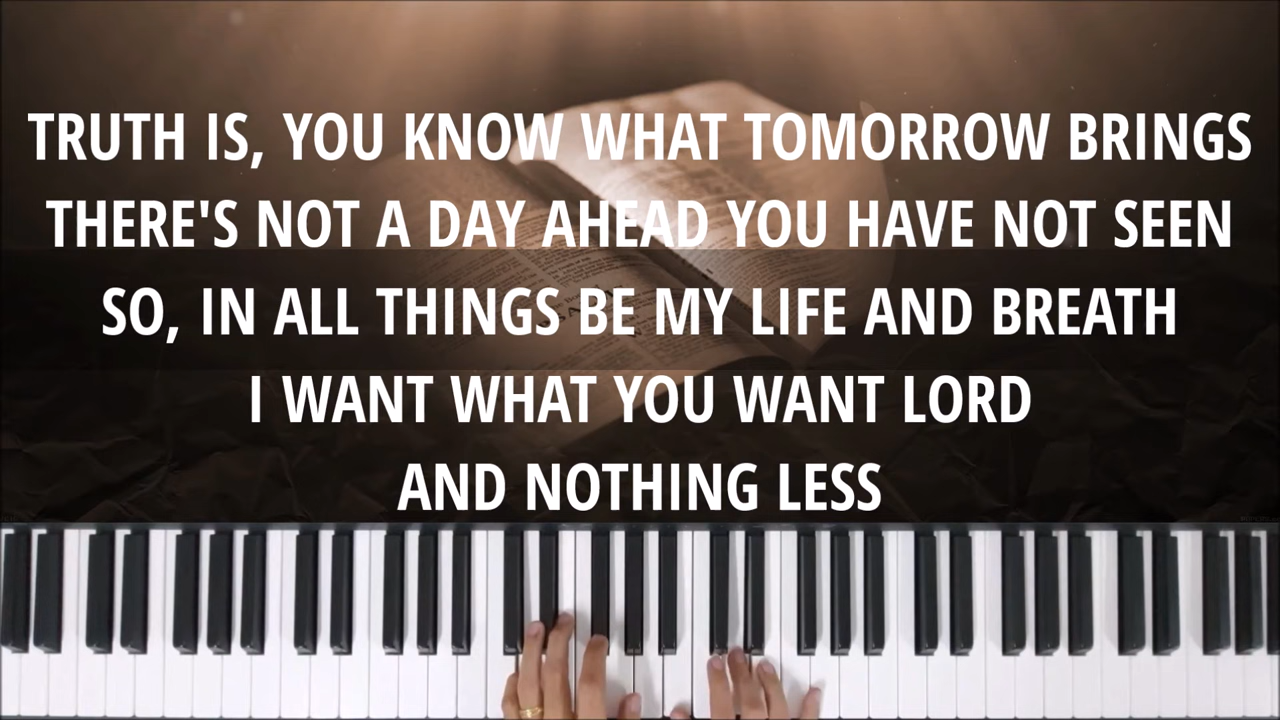 TRUTH IS, YOU KNOW WHAT TOMORROW BRINGS
THERE'S NOT A DAY AHEAD YOU HAVE NOT SEEN
SO, IN ALL THINGS BE MY LIFE AND BREATH
I WANT WHAT YOU WANT LORD
AND NOTHING LESS